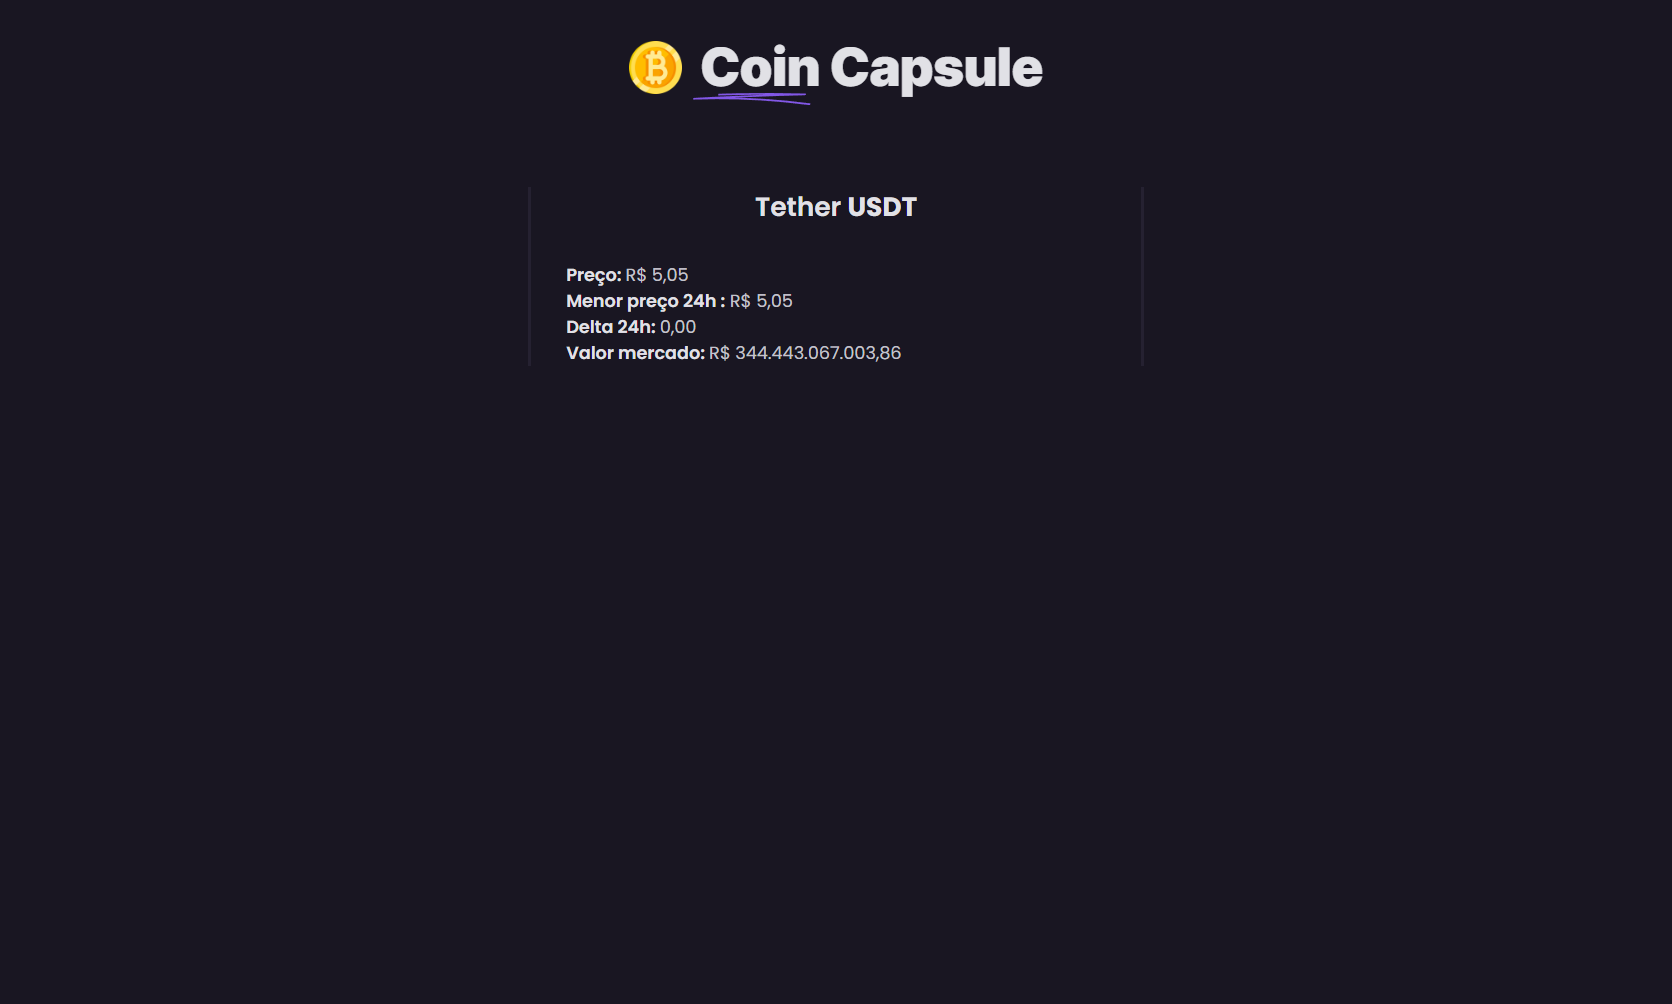 Coin Capsule
Tether USDT
Preço: R$ 5,05
Menor preço 24h : R$ 5,05
Delta 24h: 0,00
Valor mercado: R$ 344.443.067.003,86